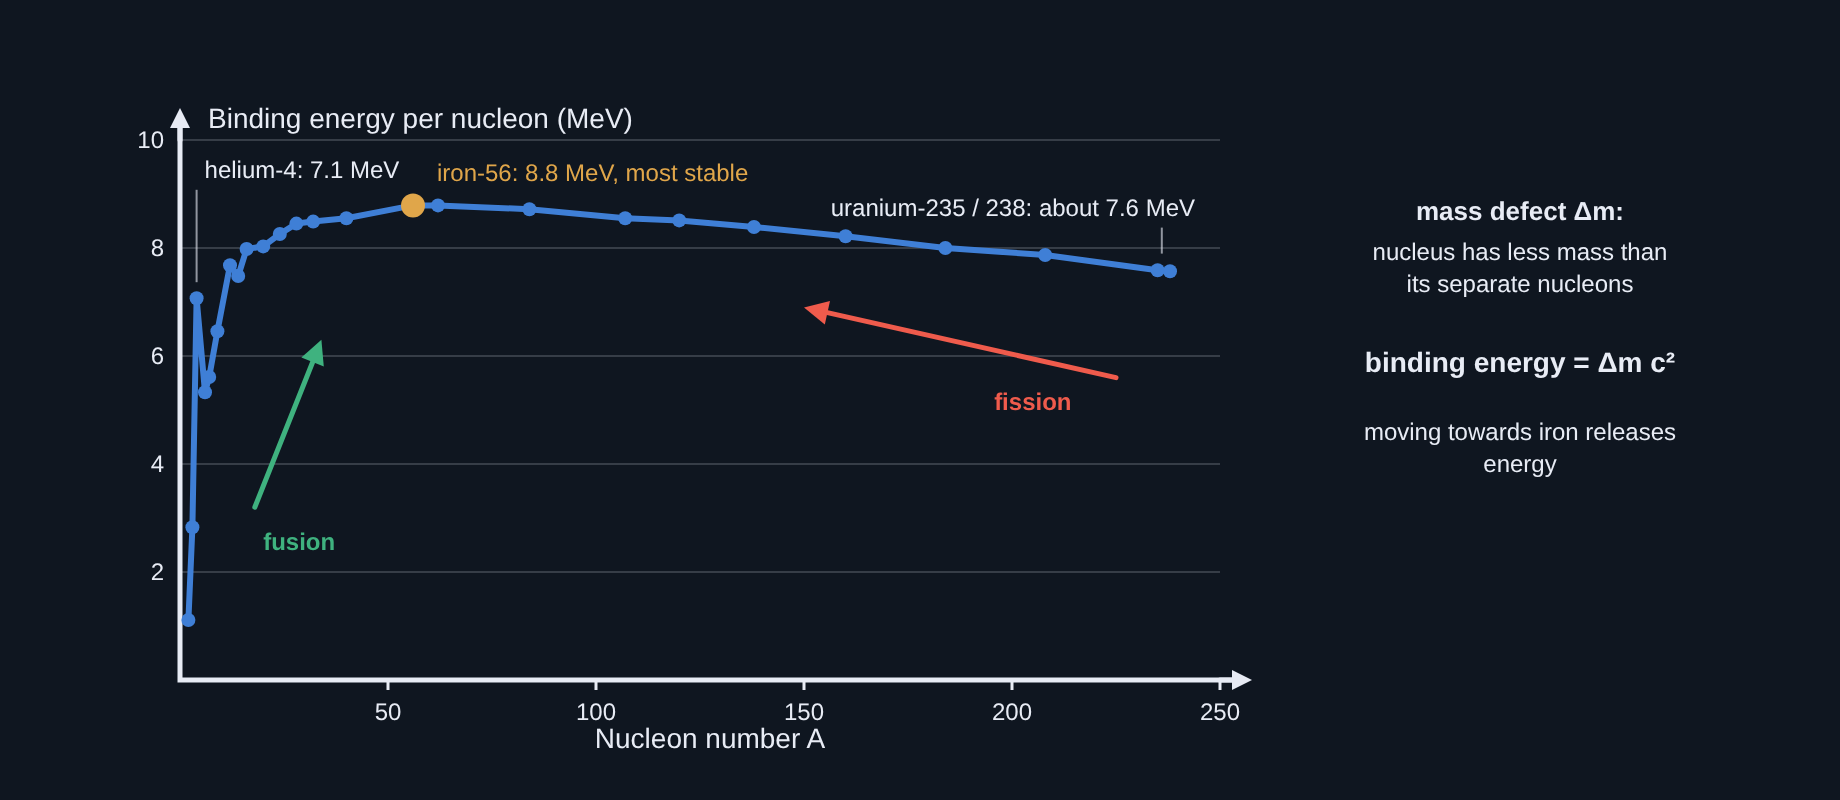 Binding energy per nucleon (MeV)
10
helium-4: 7.1 MeV
iron-56: 8.8 MeV, most stable
uranium-235 / 238: about 7.6 MeV
8
6
4
2
fusion
fission
50
100
150
200
250
Nucleon number A
mass defect Δm:
nucleus has less mass than
its separate nucleons
binding energy = Δm c²
moving towards iron releases
energy